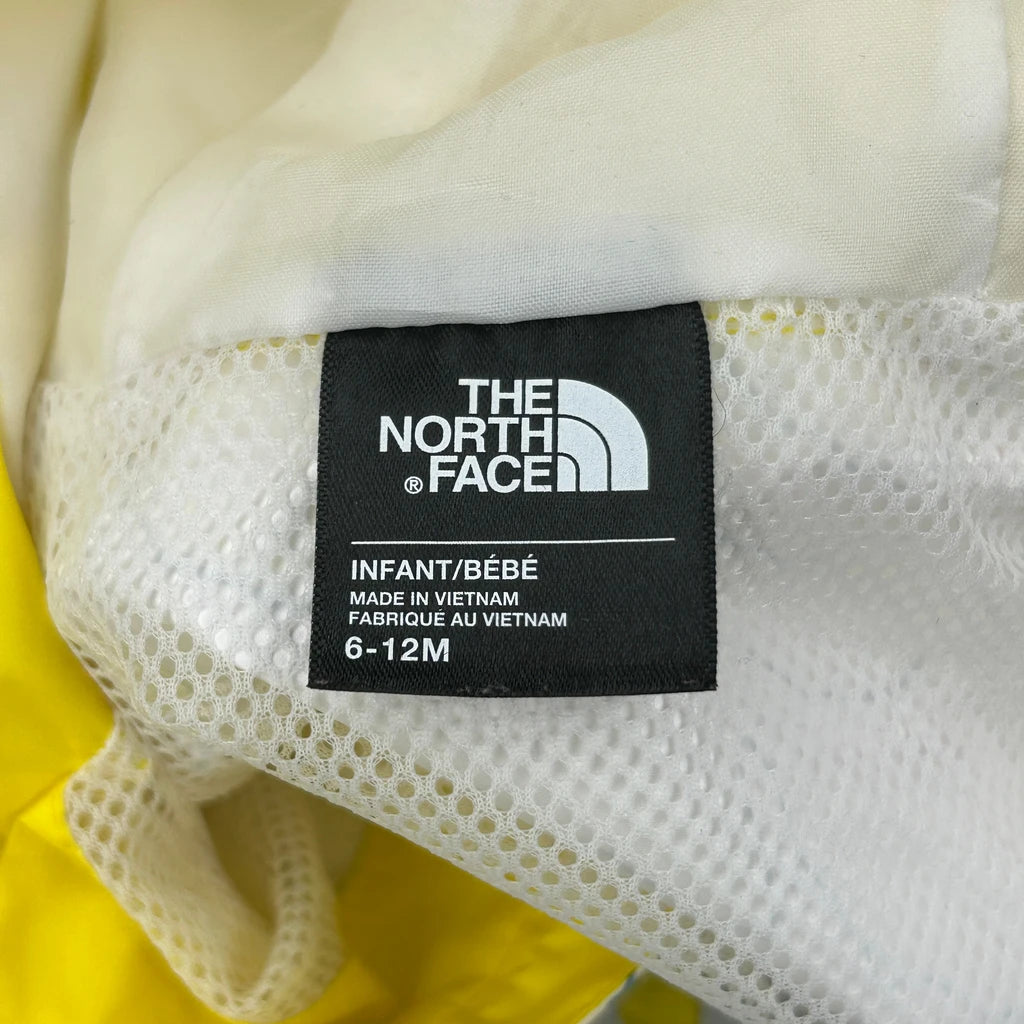 THE
NORTH
® FACE
INFANT/BÉBÉ
MADE IN VIETNAM
FABRIQUÉ AU VIETNAM
6-12M